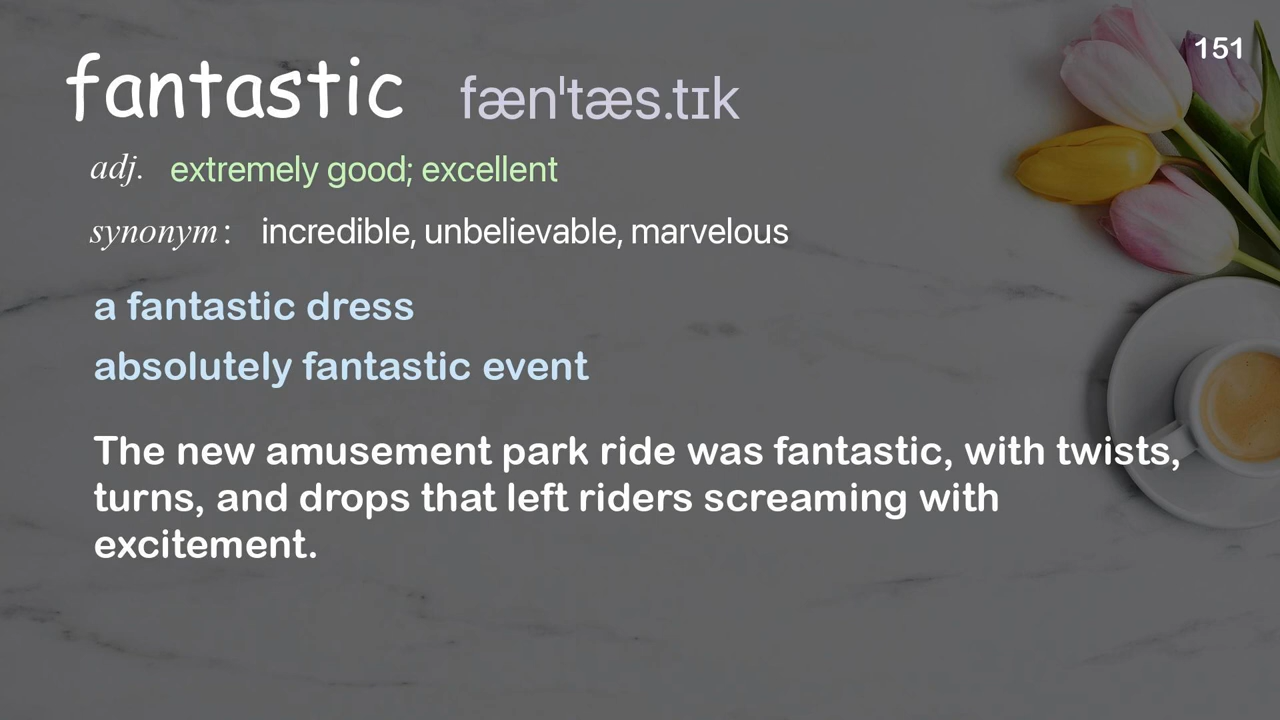 151
fantastic fæn'tæs.tɪk
adj. extremely good; excellent
synonym: incredible, unbelievable, marvelous
a fantastic dress
absolutely fantastic event
The new amusement park ride was fantastic, with twists,
turns, and drops that left riders screaming with
excitement.